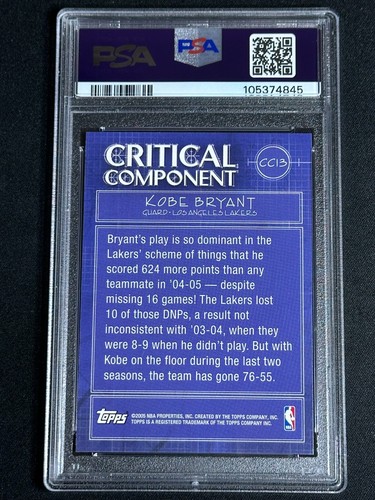 PSA
PSA
105374845
CRITICAL
COMPONENT
CC13
KOBE BRYANT
GUARD • LOS ANGELES LAKERS
Bryant's play is so dominant in the
Lakers' scheme of things that he
scored 624 more points than any
teammate in '04-05 — despite
missing 16 games! The Lakers lost
10 of those DNPs, a result not
inconsistent with '03-04, when they
were 8-9 when he didn't play. But with
Kobe on the floor during the last two
seasons, the team has gone 76-55.
Topps
©2005 NBA PROPERTIES, INC. CREATED BY THE TOPPS COMPANY, INC.
TOPPS IS A REGISTERED TRADEMARK OF THE TOPPS COMPANY, INC.
NBA